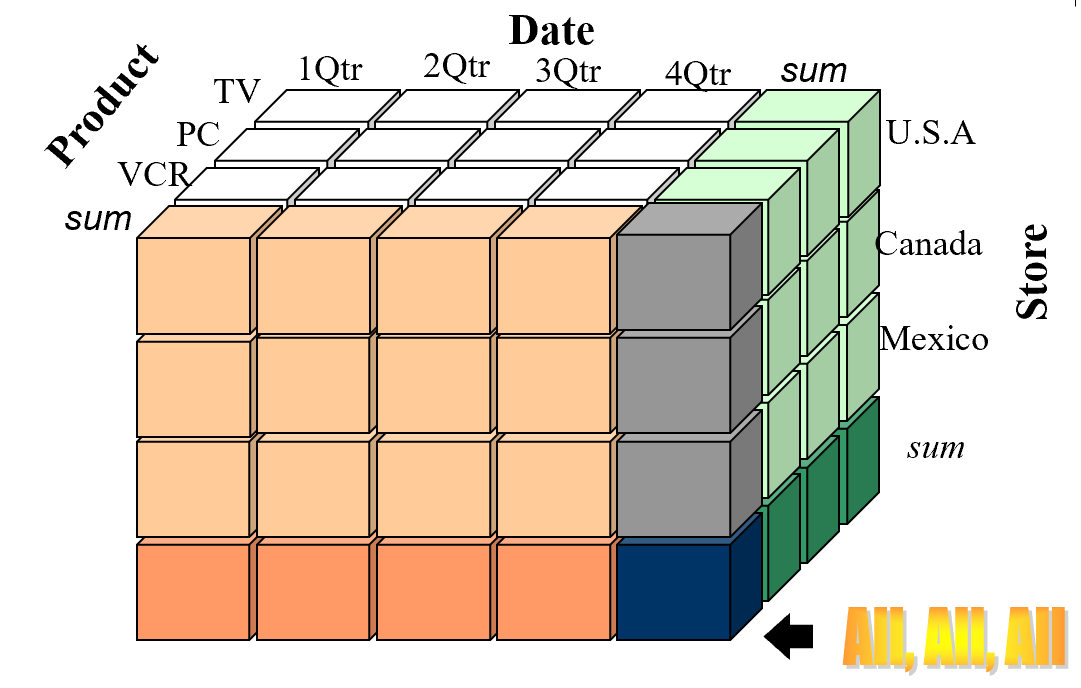 Date
Product
1Qtr
2Qtr
3Qtr
4Qtr
sum
TV
PC
VCR
sum
U.S.A
Canada
Mexico
sum
Store
All, All, All